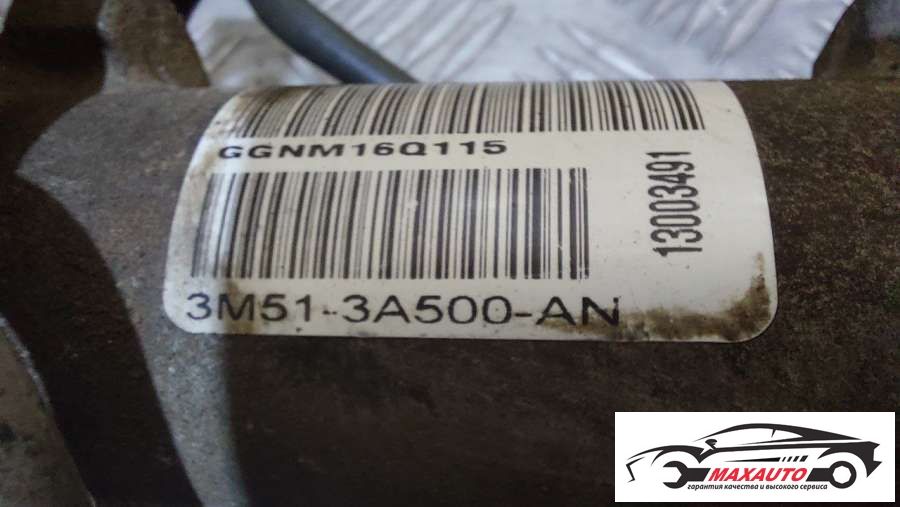 GGNM16Q115
13003491
3M51-3A500-AN
MAXAUTO
гарантия качества и высокого сервиса